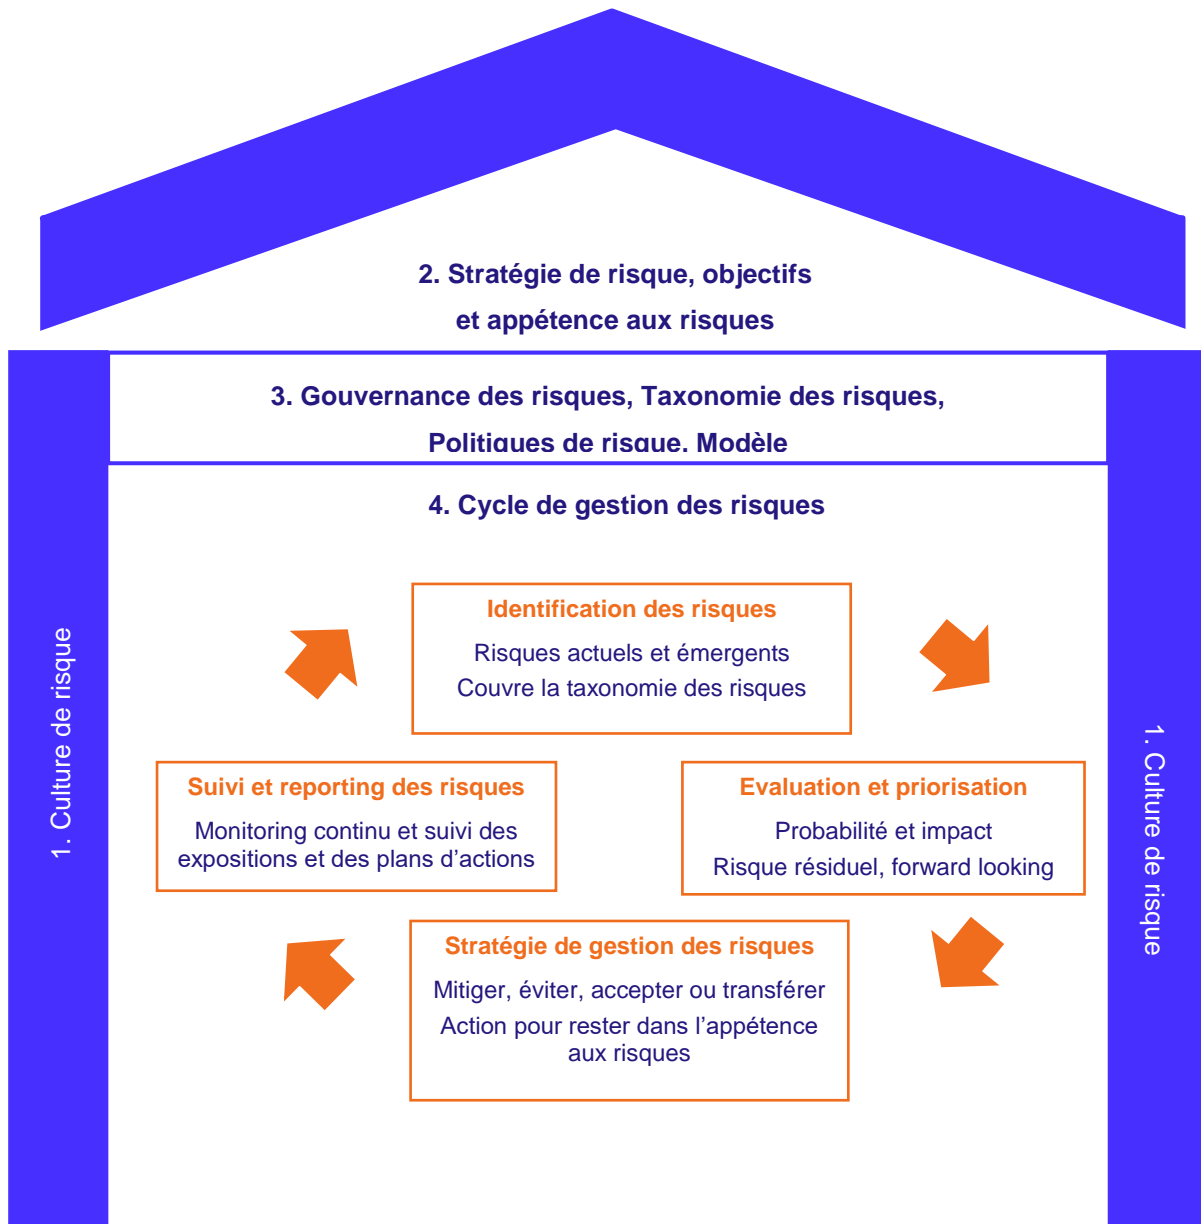 2. Stratégie de risque, objectifs
et appétence aux risques
3. Gouvernance des risques, Taxonomie des risques,
Politiques de risque, Modèle
4. Cycle de gestion des risques
1. Culture de risque
Identification des risques
Risques actuels et émergents
Couvre la taxonomie des risques
Suivi et reporting des risques
Monitoring continu et suivi des
expositions et des plans d’actions
Evaluation et priorisation
Probabilité et impact
Risque résiduel, forward looking
Stratégie de gestion des risques
Mitiger, éviter, accepter ou transférer
Action pour rester dans l’appétence
aux risques
1. Culture de risque